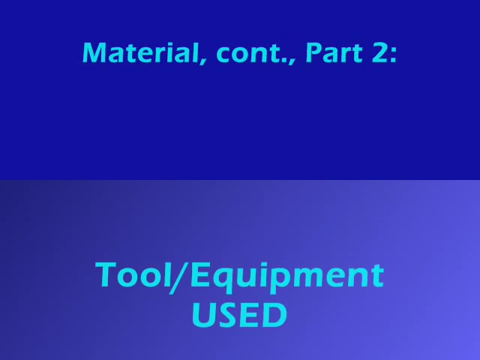 Material, cont., Part 2:
Tool/Equipment
USED